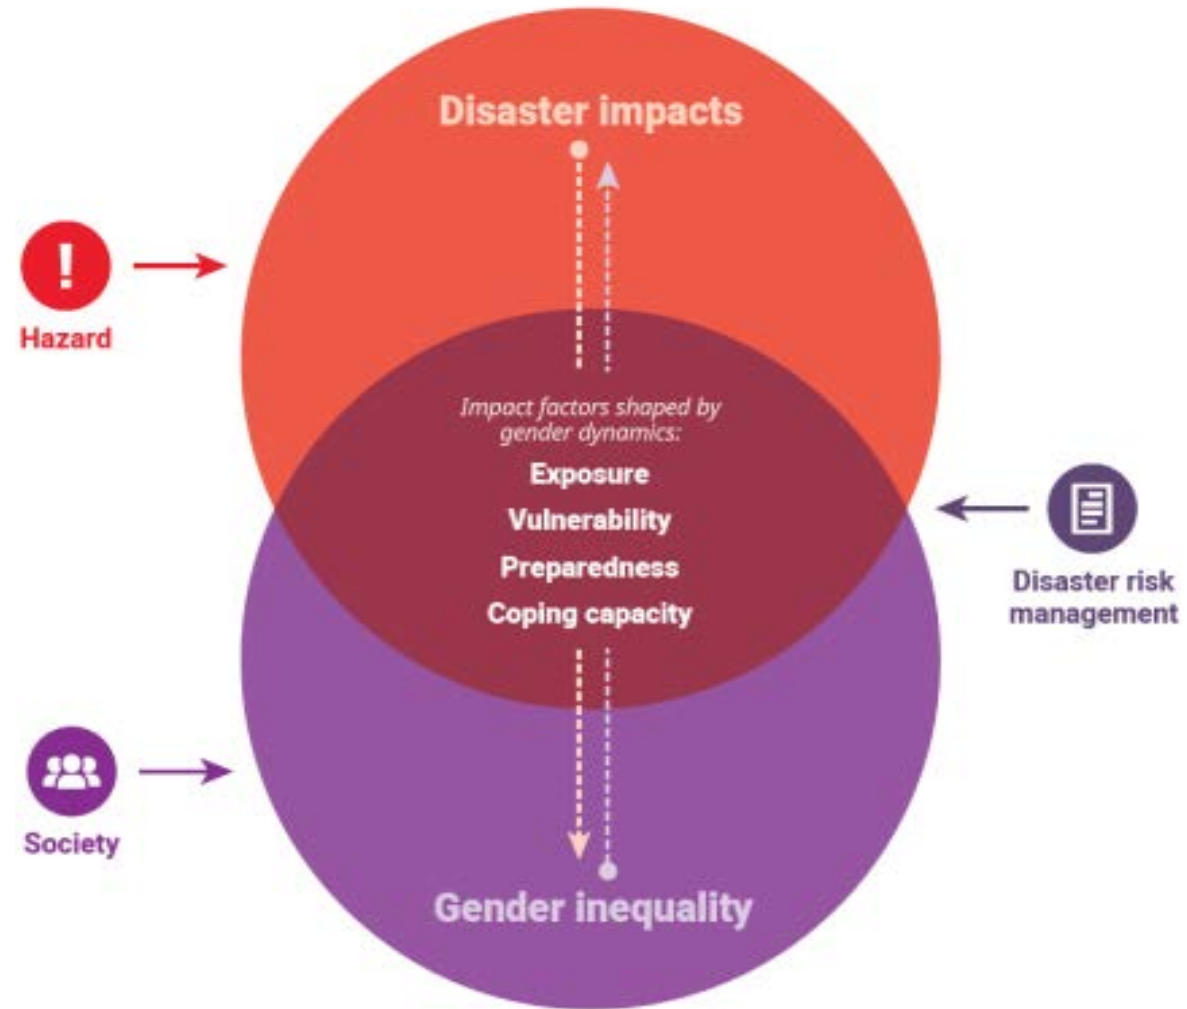 Disaster impacts
!
Hazard
Impact factors shaped by
gender dynamics:
Exposure
Vulnerability
Preparedness
Coping capacity
Disaster risk
management
Society
Gender inequality